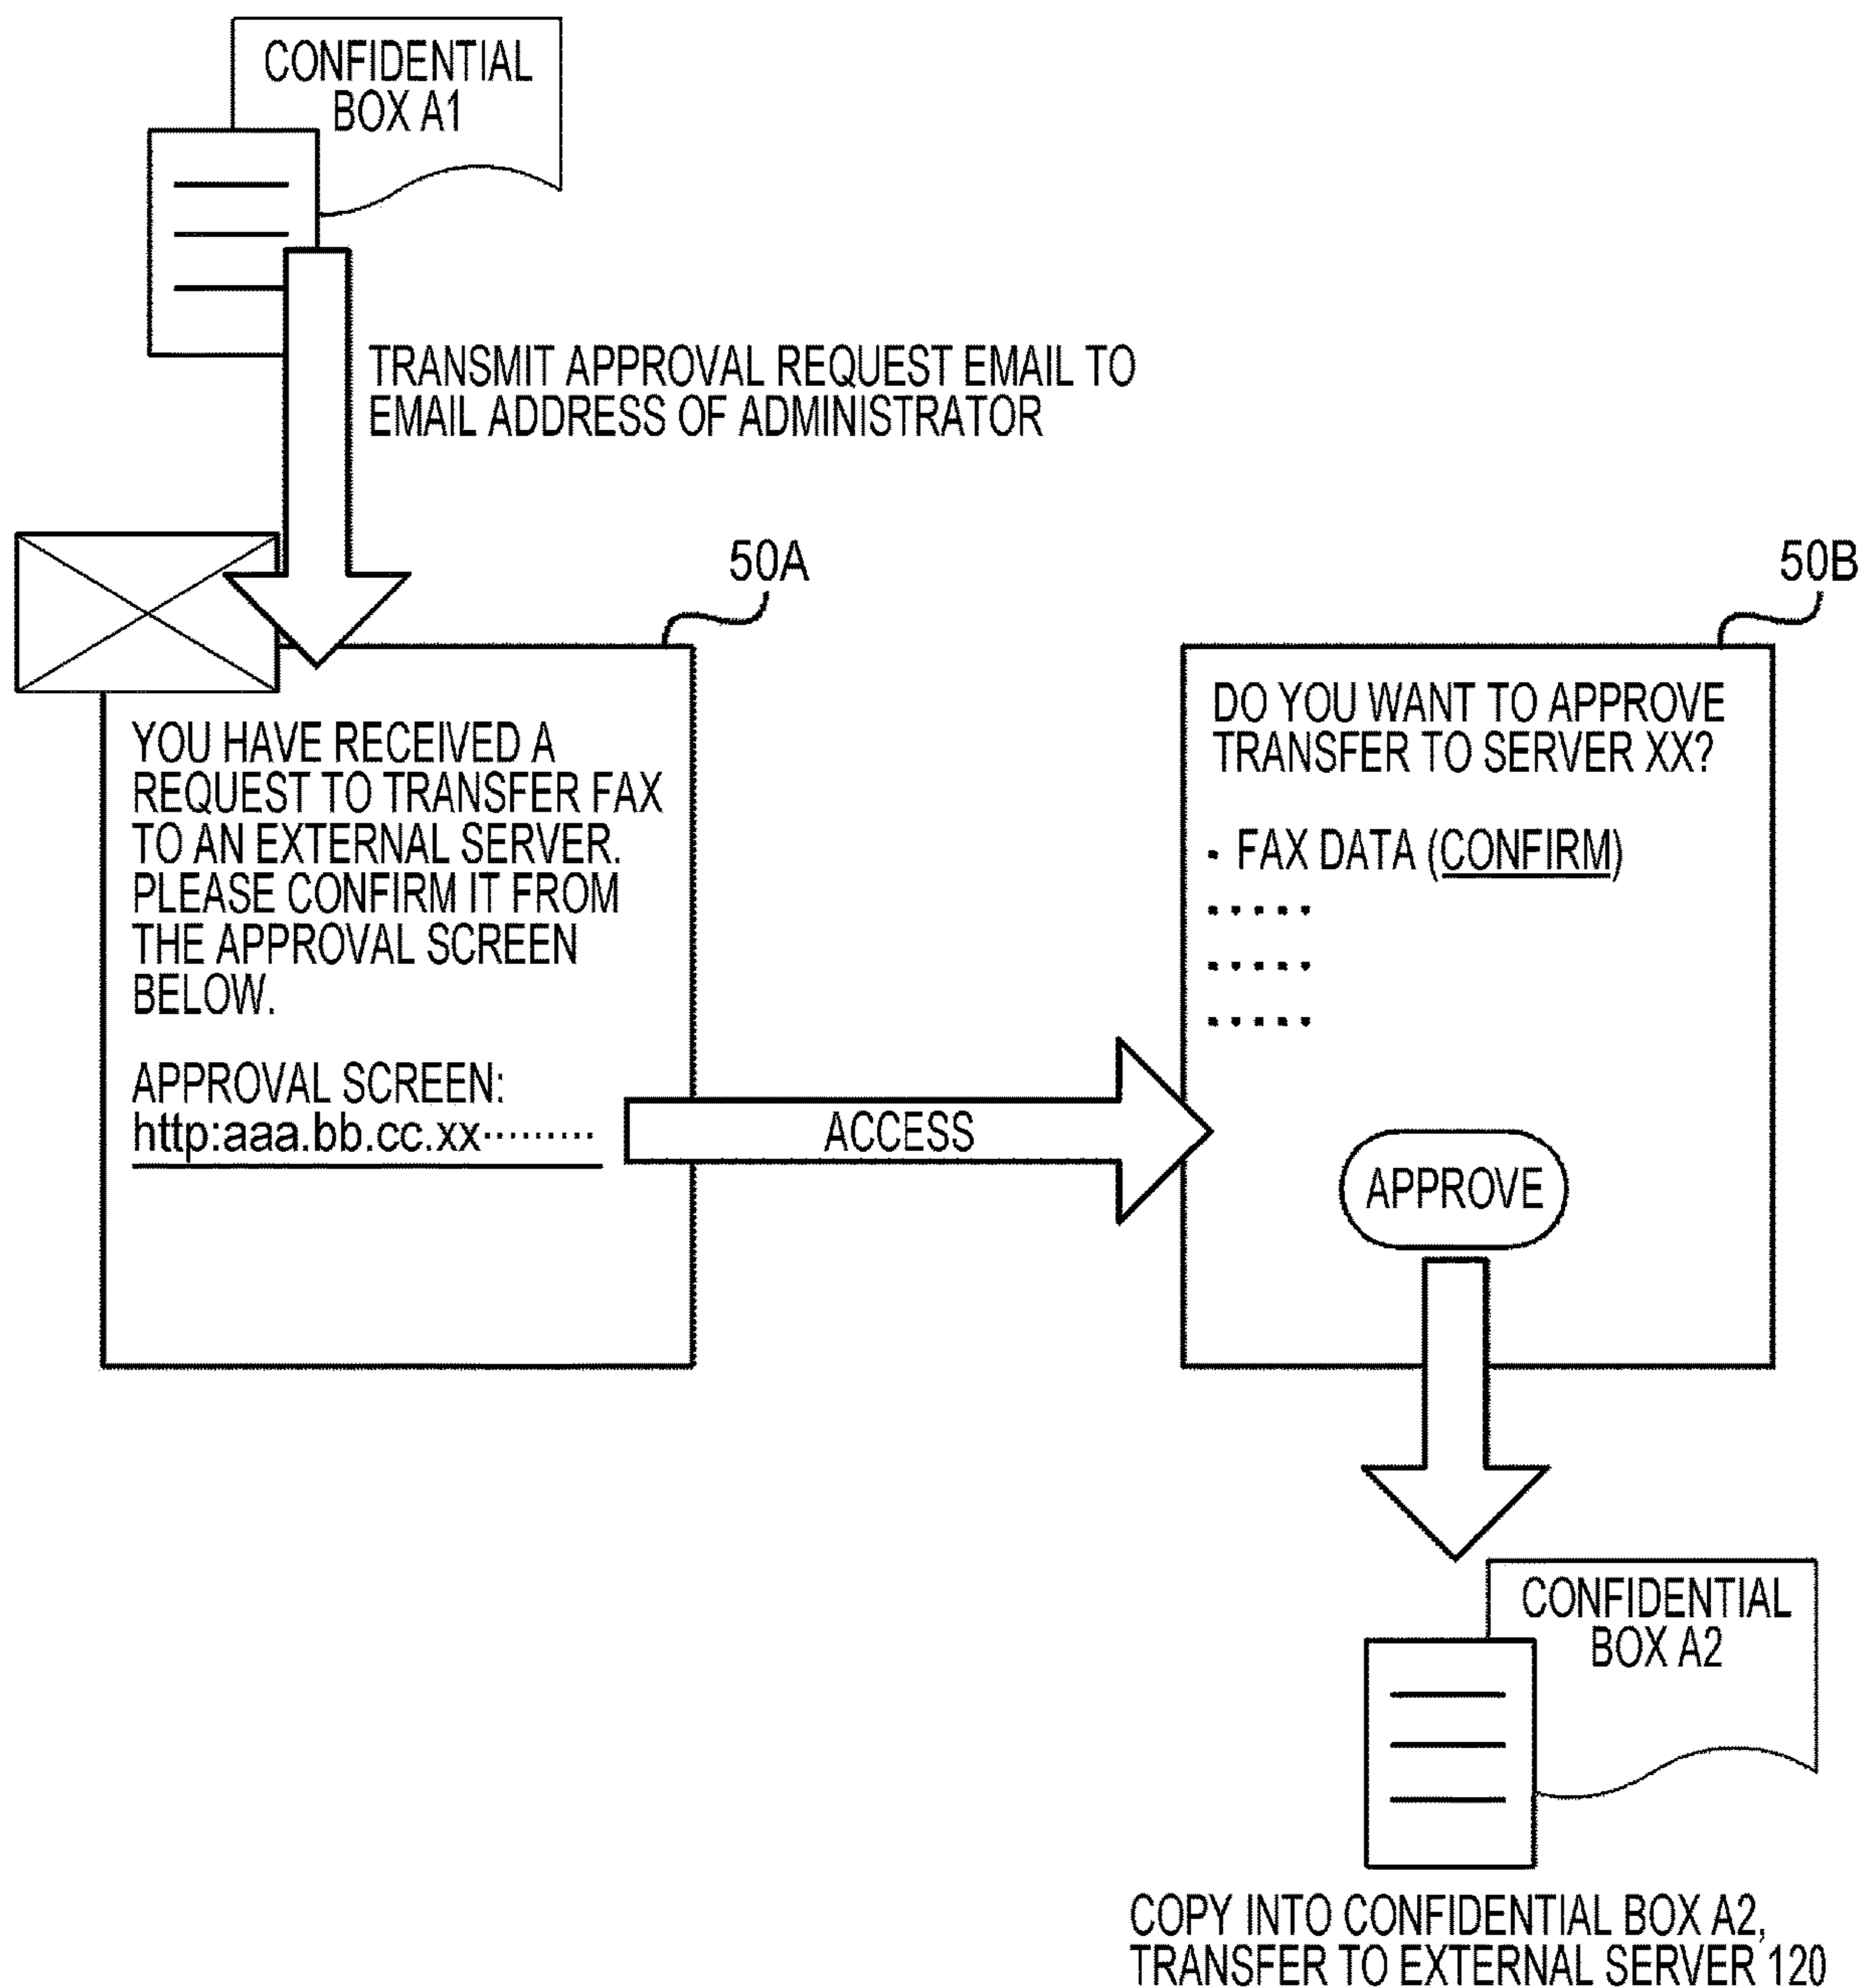 CONFIDENTIAL
BOX A1
TRANSMIT APPROVAL REQUEST EMAIL TO
EMAIL ADDRESS OF ADMINISTRATOR
50A
YOU HAVE RECEIVED A
REQUEST TO TRANSFER FAX
TO AN EXTERNAL SERVER.
PLEASE CONFIRM IT FROM
THE APPROVAL SCREEN
BELOW.
APPROVAL SCREEN:
http:aaa.bb.cc.xx·········
ACCESS
50B
DO YOU WANT TO APPROVE
TRANSFER TO SERVER XX?
- FAX DATA (CONFIRM)
- - - - -
- - - - -
- - - - -
APPROVE
CONFIDENTIAL
BOX A2
COPY INTO CONFIDENTIAL BOX A2,
TRANSFER TO EXTERNAL SERVER 120